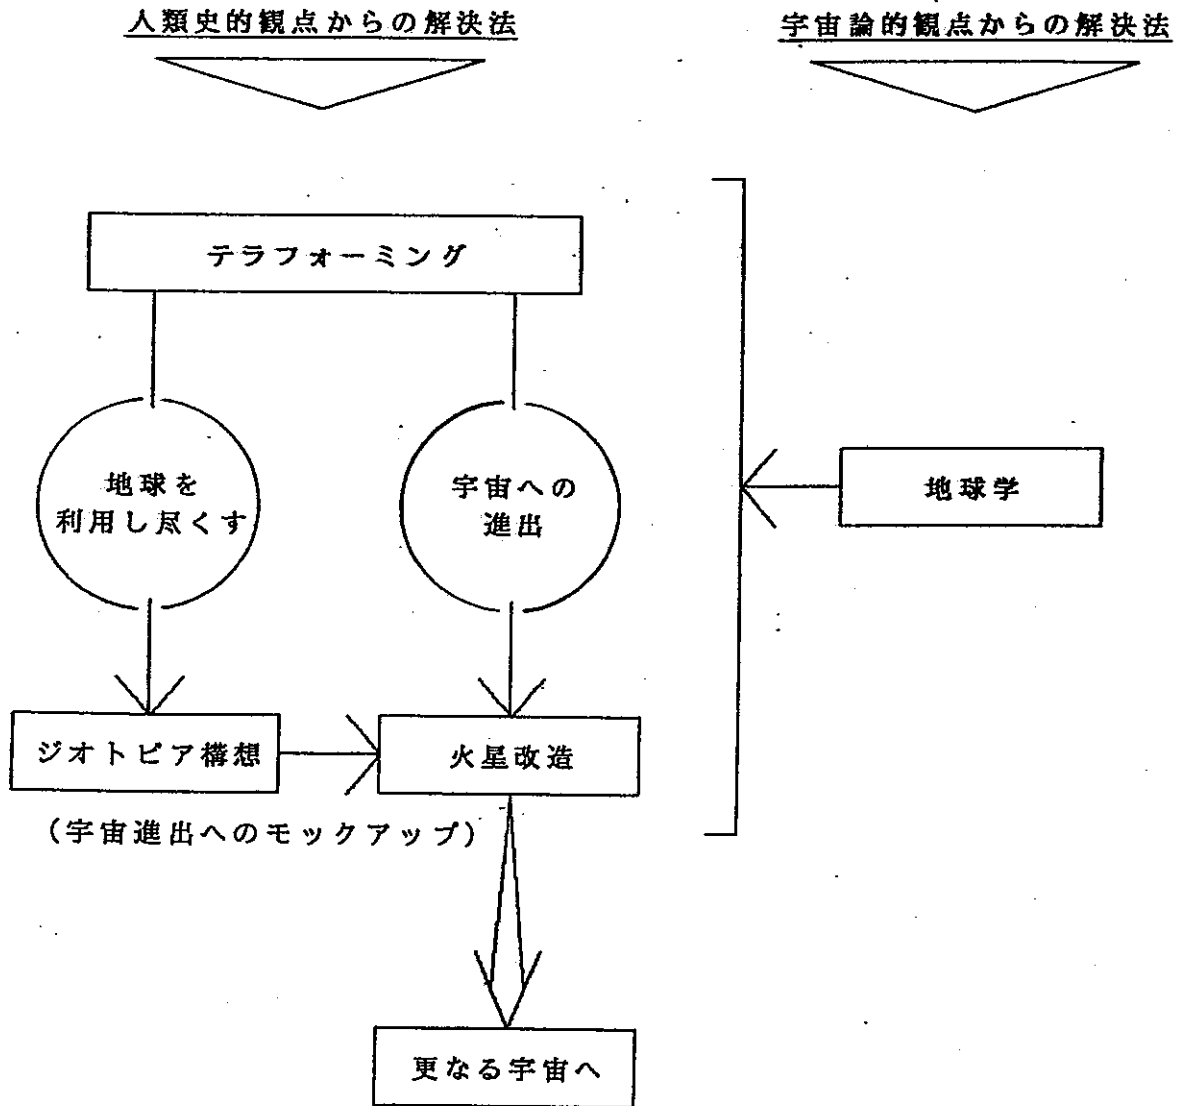 人類史的観点からの解決法
宇宙論的観点からの解決法
テラフォーミング
地球を
利用し尽くす
宇宙への
進出
地球学
ジオトピア構想
火星改造
（宇宙進出へのモックアップ）
更なる宇宙へ